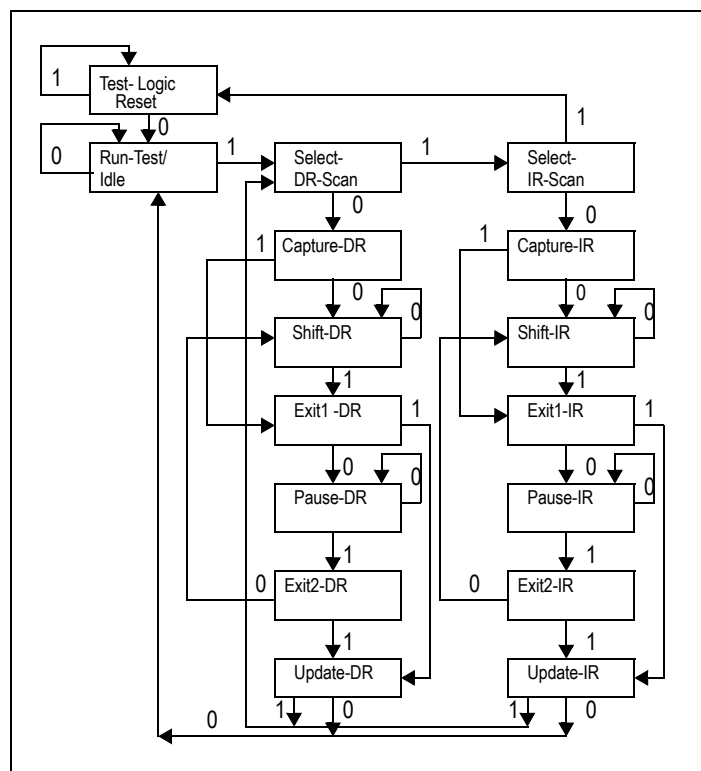 1
Test- Logic
Reset
0
1
0
Run-Test/
Idle
1
Select-
DR-Scan
1
Select-
IR-Scan
0
0
1
Capture-DR
1
Capture-IR
0
0
0
0
Shift-DR
Shift-IR
1
1
Exit1 -DR
1
Exit1-IR
1
0
0
0
0
Pause-DR
Pause-IR
1
1
0
Exit2-DR
0
Exit2-IR
1
1
Update-DR
Update-IR
0
1
0
1
0